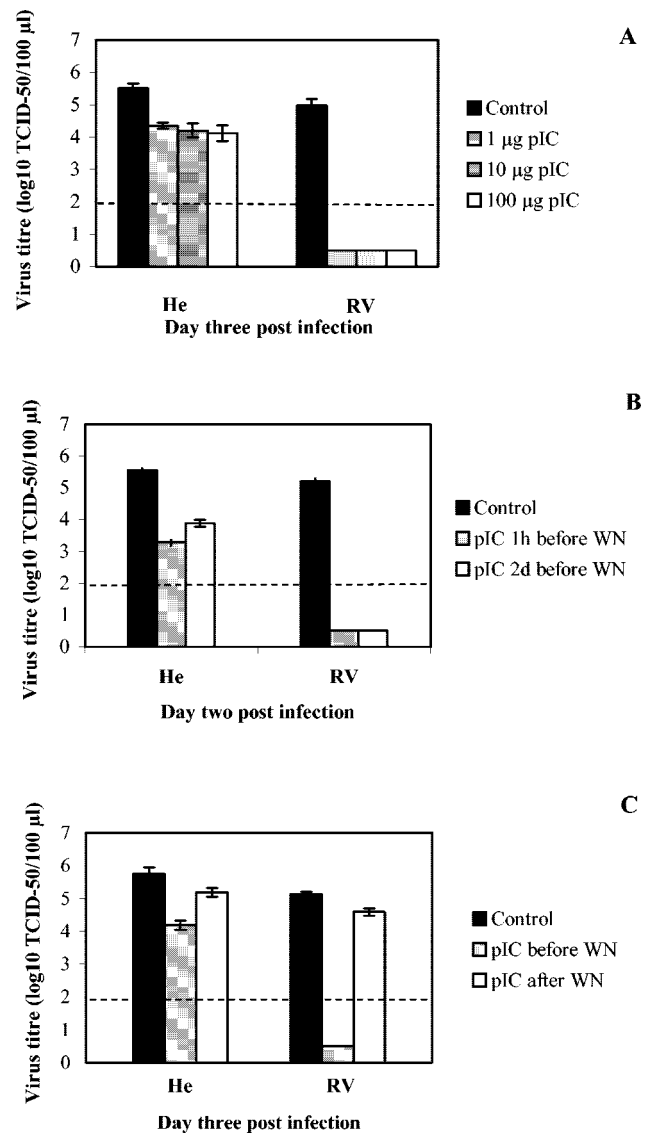 A
Virus titre (log10 TCID-50/100 µl)
7
6
5
4
3
2
1
0
He
RV
Day three post infection
Control
1 µg pIC
10 µg pIC
100 µg pIC
B
Virus titre (log10 TCID-50/100 µl)
7
6
5
4
3
2
1
0
He
RV
Day two post infection
Control
pIC 1h before WN
pIC 2d before WN
C
Virus titre (log10 TCID-50/100 µl)
7
6
5
4
3
2
1
0
He
RV
Day three post infection
Control
pIC before WN
pIC after WN